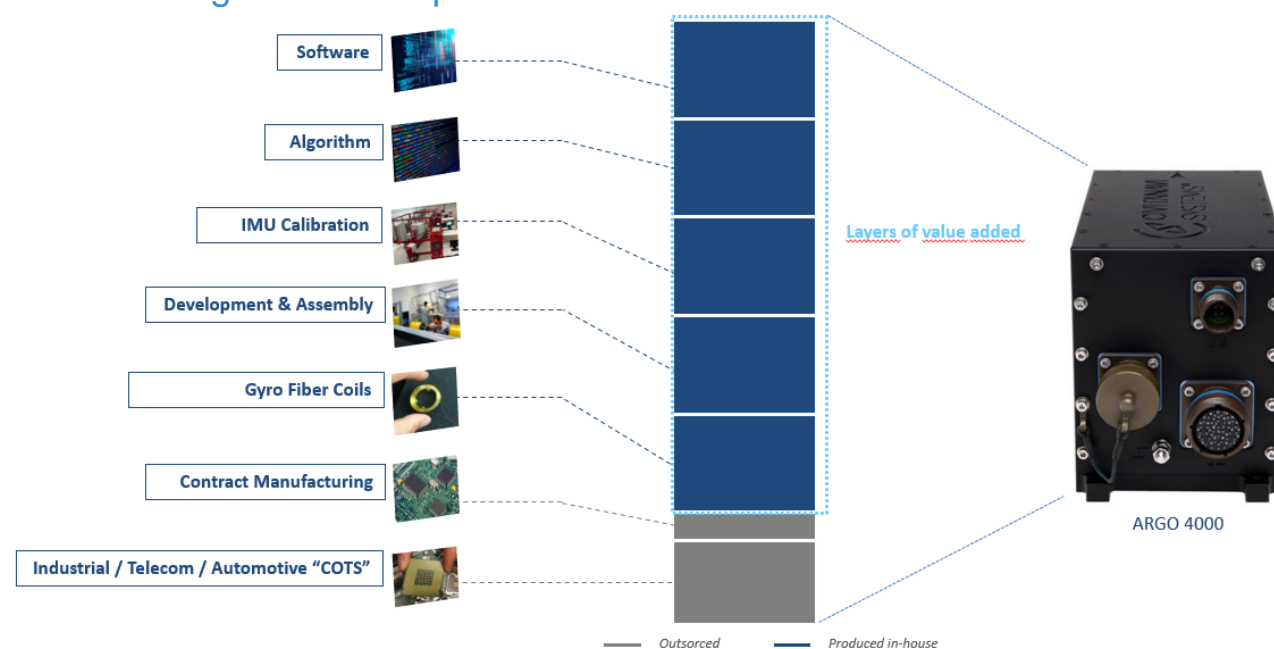 Software
Algorithm
IMU Calibration
Development & Assembly
Gyro Fiber Coils
Contract Manufacturing
Industrial / Telecom / Automotive “COTS”
Layers of value added
SYSTEMS
ARGO 4000
Outsorced
Produced in-house